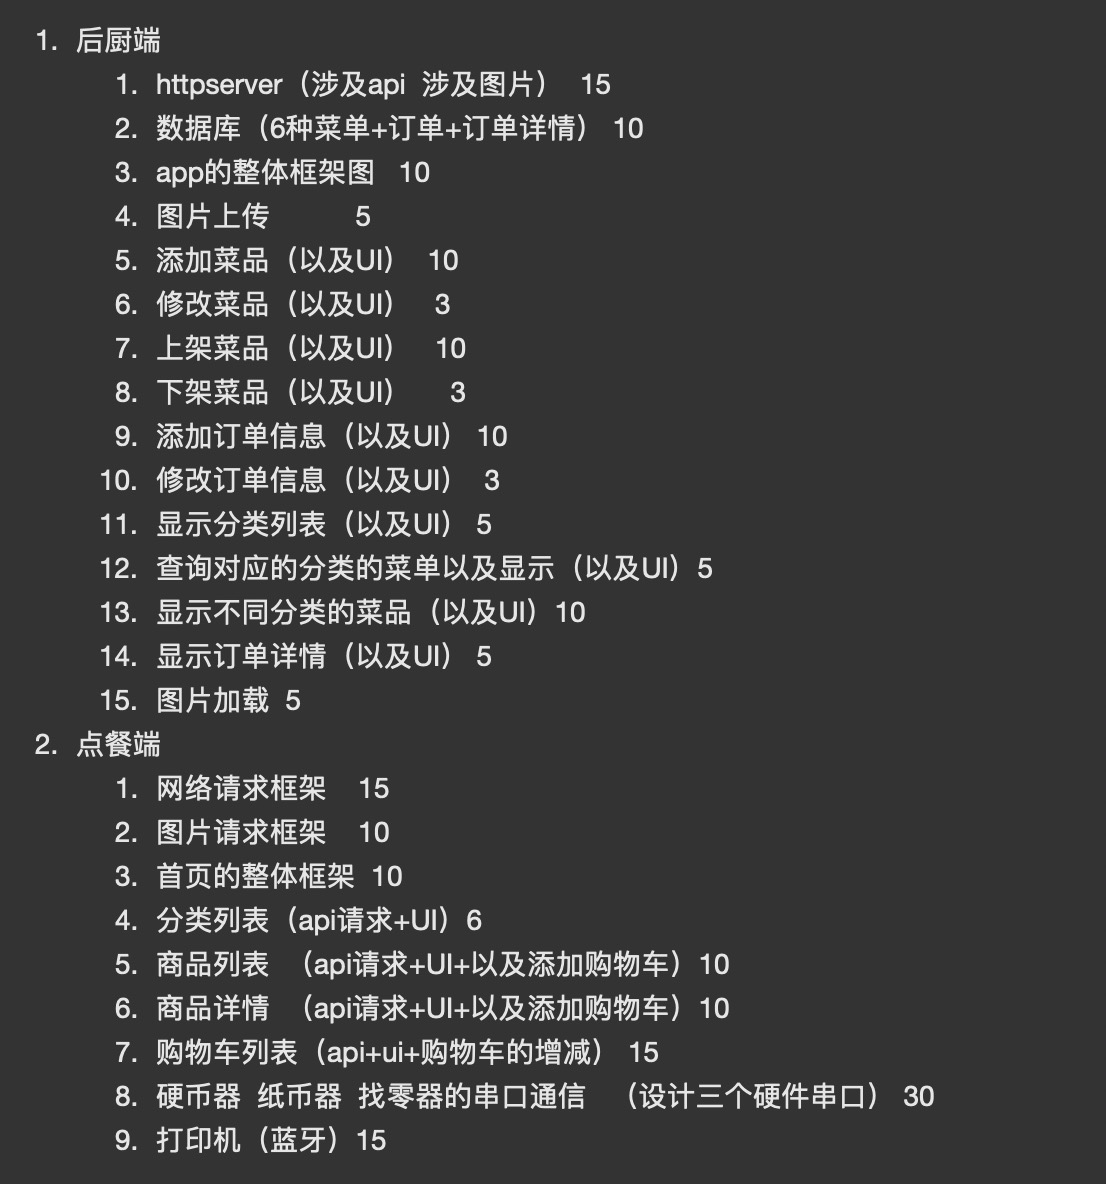 1. 后厨端
1. httpserver（涉及api 涉及图片） 15
2. 数据库（6种菜单+订单+订单详情） 10
3. app的整体框架图 10
4. 图片上传 5
5. 添加菜品（以及UI） 10
6. 修改菜品（以及UI） 3
7. 上架菜品（以及UI） 10
8. 下架菜品（以及UI） 3
9. 添加订单信息（以及UI） 10
10. 修改订单信息（以及UI） 3
11. 显示分类列表（以及UI） 5
12. 查询对应的分类的菜单以及显示（以及UI）5
13. 显示不同分类的菜品（以及UI）10
14. 显示订单详情（以及UI） 5
15. 图片加载 5
2. 点餐端
1. 网络请求框架 15
2. 图片请求框架 10
3. 首页的整体框架 10
4. 分类列表（api请求+UI）6
5. 商品列表 （api请求+UI+以及添加购物车）10
6. 商品详情 （api请求+UI+以及添加购物车）10
7. 购物车列表（api+ui+购物车的增减） 15
8. 硬币器 纸币器 找零器的串口通信 （设计三个硬件串口） 30
9. 打印机（蓝牙）15